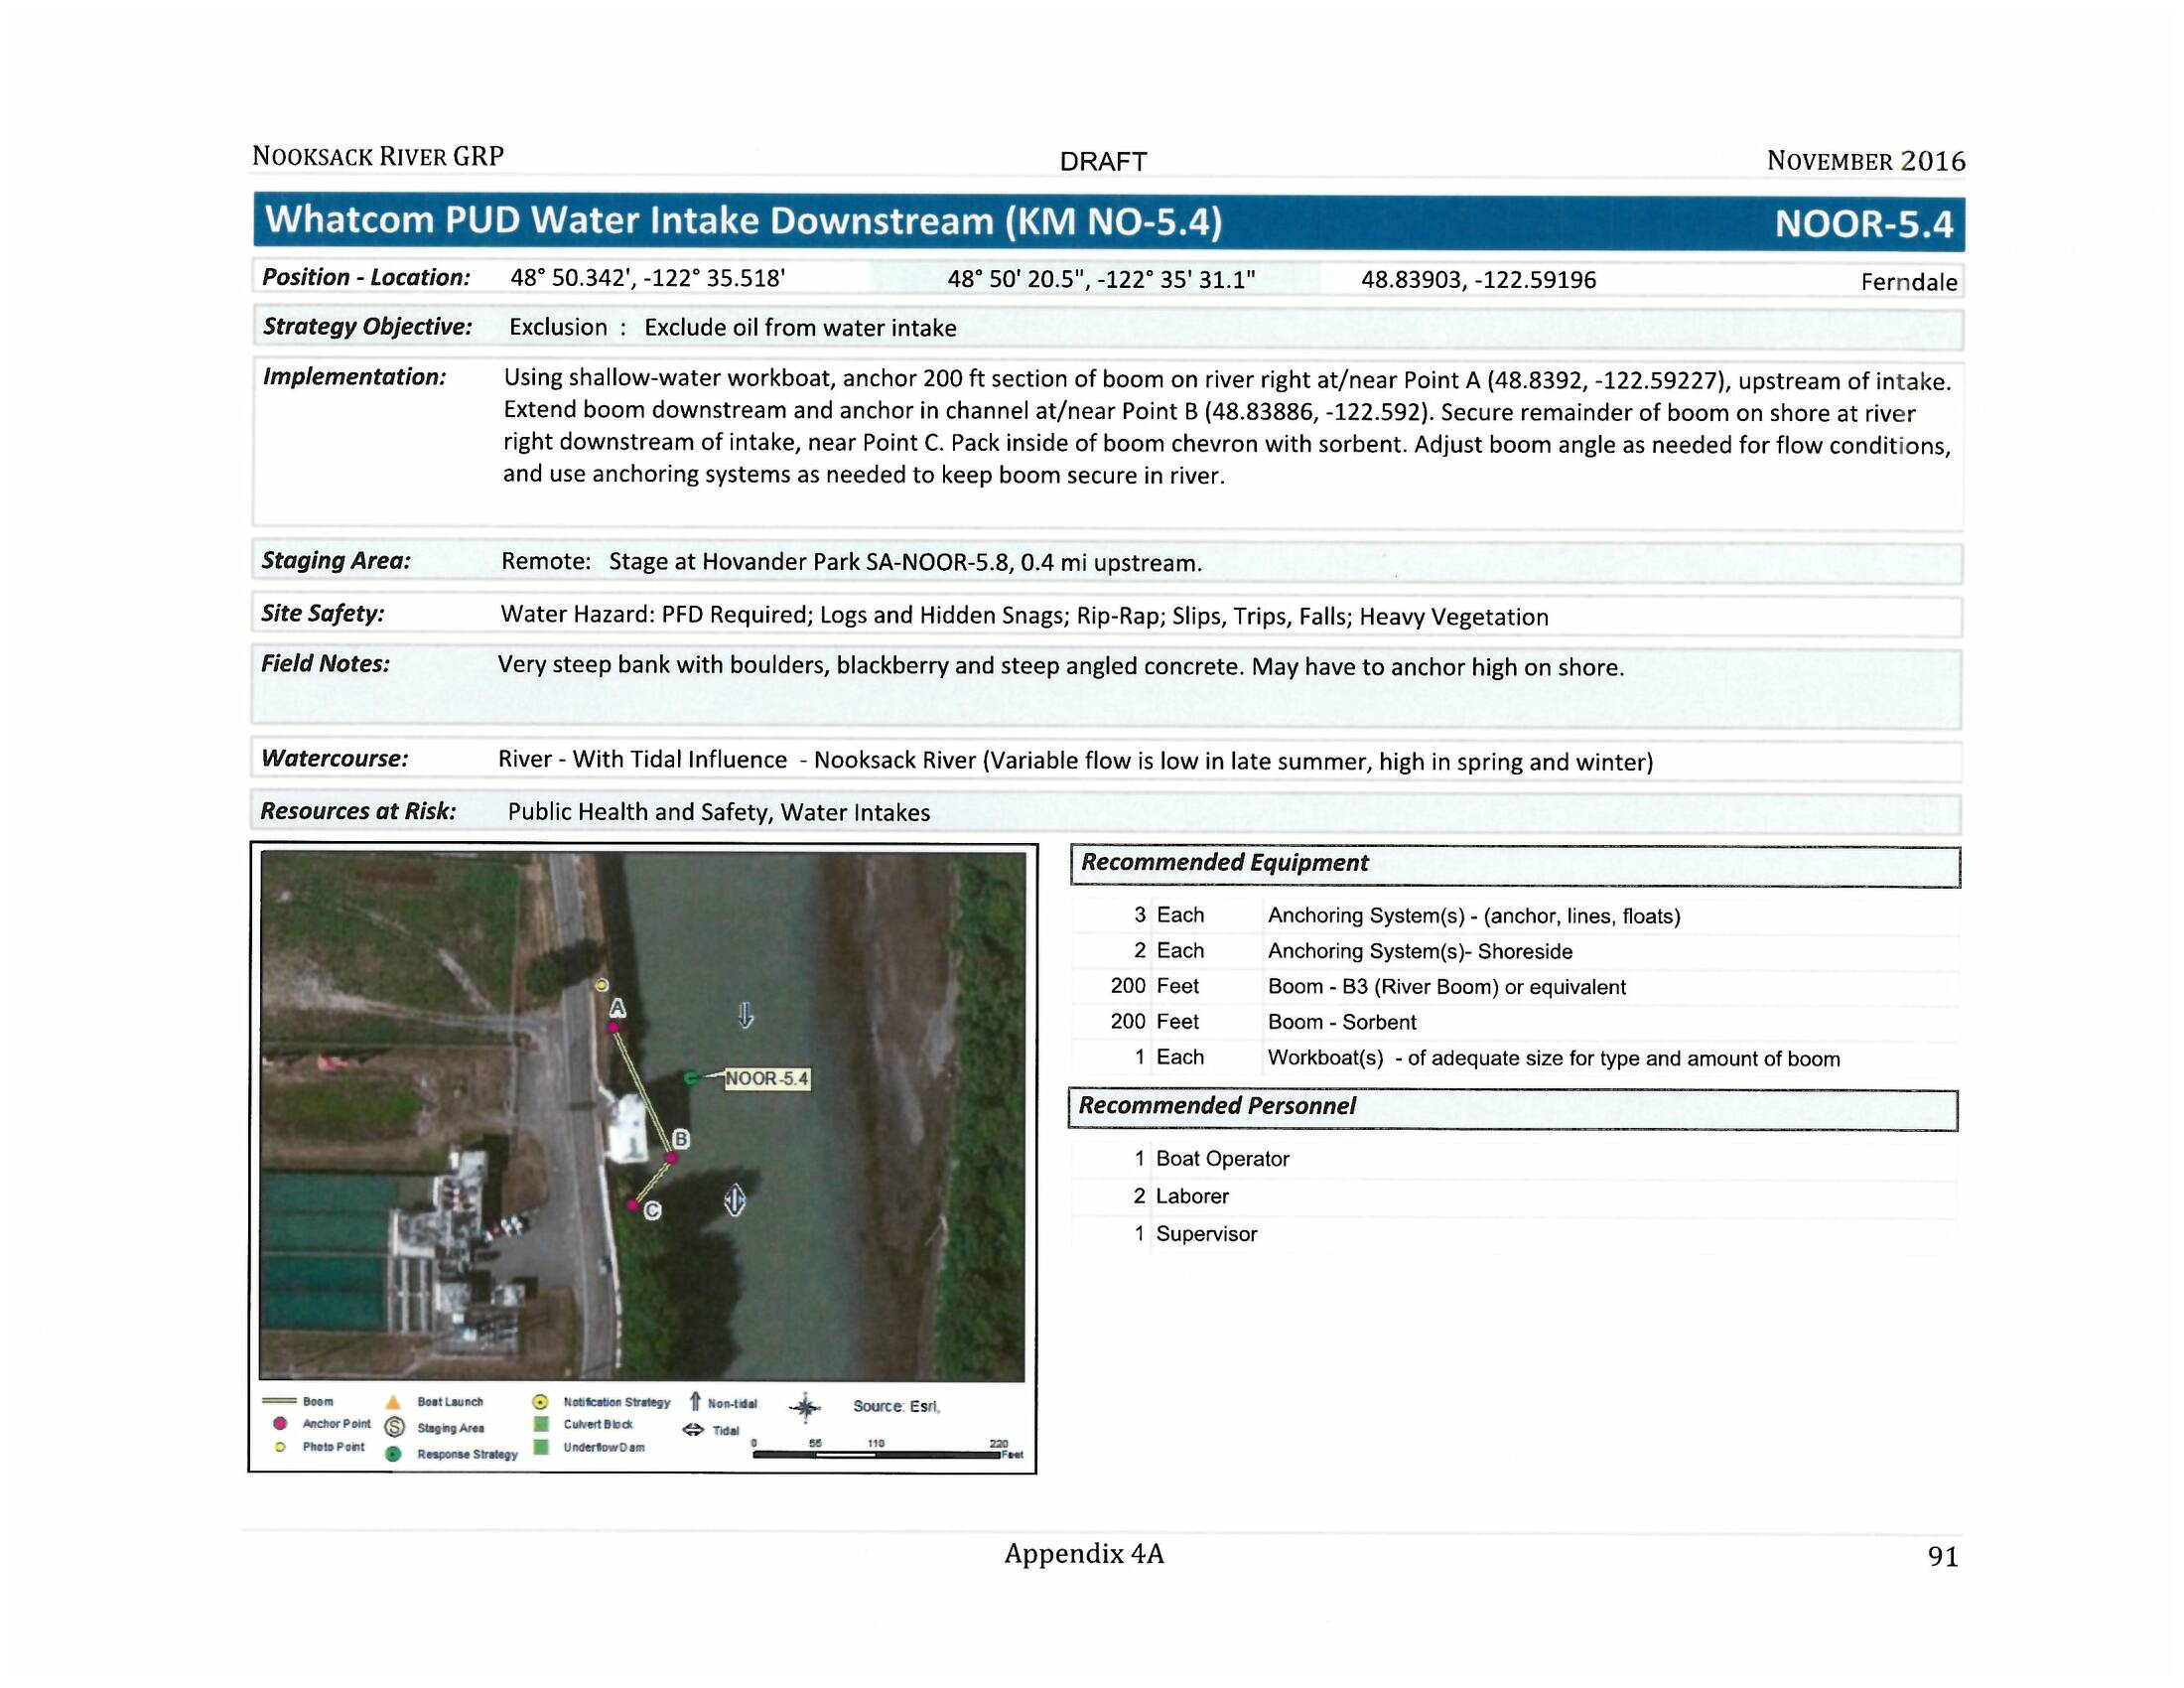 NOOKSACK RIVER GRP DRAFT NOVEMBER 2016
Whatcom PUD Water Intake Downstream (KM NO-5.4) NOOR-5.4
Position - Location: 48° 50.342', -122° 35.518' 48° 50' 20.5", -122° 35' 31.1" 48.83903, -122.59196 Ferndale
Strategy Objective: Exclusion : Exclude oil from water intake
Implementation: Using shallow-water workboat, anchor 200 ft section of boom on river right at/near Point A (48.8392, -122.59227), upstream of intake.
Extend boom downstream and anchor in channel at/near Point B (48.83886, -122.592). Secure remainder of boom on shore at river
right downstream of intake, near Point C. Pack inside of boom chevron with sorbent. Adjust boom angle as needed for flow conditions,
and use anchoring systems as needed to keep boom secure in river.
Staging Area: Remote: Stage at Hovander Park SA-NOOR-5.8, 0.4 mi upstream.
Site Safety: Water Hazard: PFD Required; Logs and Hidden Snags; Rip-Rap; Slips, Trips, Falls; Heavy Vegetation
Field Notes: Very steep bank with boulders, blackberry and steep angled concrete. May have to anchor high on shore.
Watercourse: River - With Tidal Influence - Nooksack River (Variable flow is low in late summer, high in spring and winter)
Resources at Risk: Public Health and Safety, Water Intakes
A
NOOR-5.4
B
C
Boom Boat Launch Notification Strategy Non-tidal Source: Esri,
Anchor Point S Staging Area Culvert Block Tidal
Photo Point Response Strategy Underflow Dam
0 55 110 220
Feet
Recommended Equipment
3 Each Anchoring System(s) - (anchor, lines, floats)
2 Each Anchoring System(s)- Shoreside
200 Feet Boom - B3 (River Boom) or equivalent
200 Feet Boom - Sorbent
1 Each Workboat(s) - of adequate size for type and amount of boom
Recommended Personnel
1 Boat Operator
2 Laborer
1 Supervisor
Appendix 4A 91